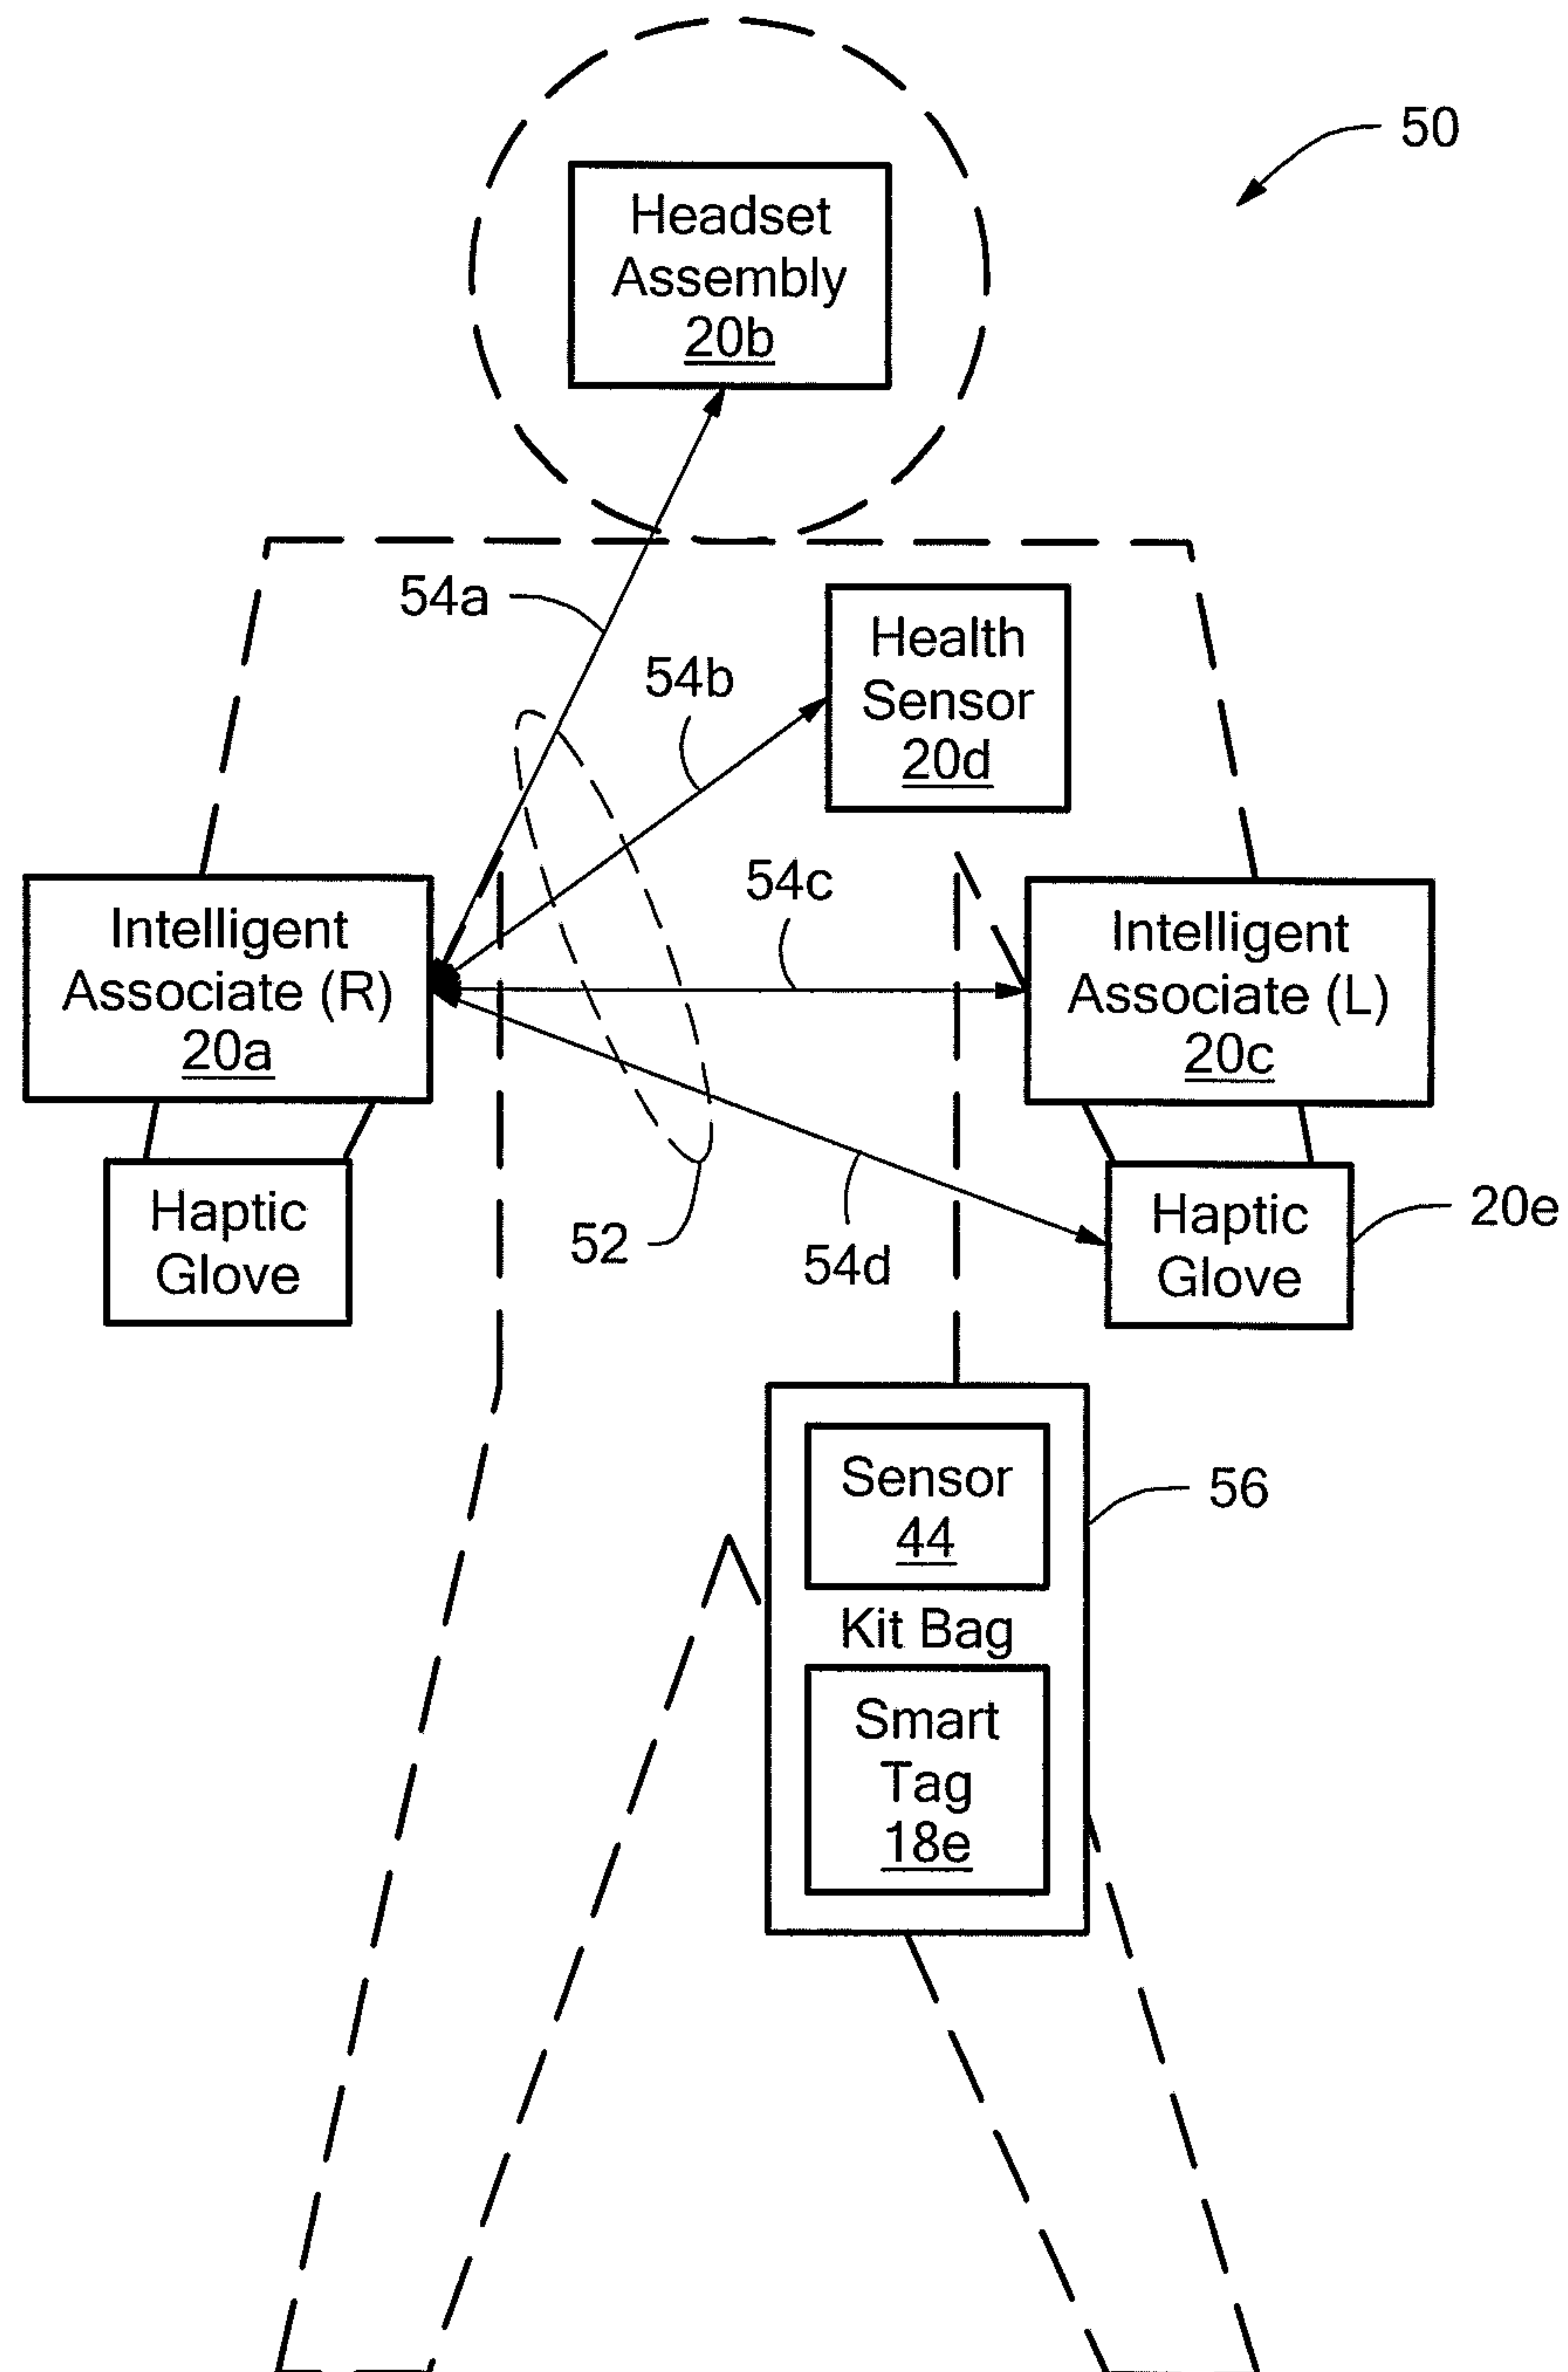 50
Headset
Assembly
20b
54a
Health
Sensor
20d
54b
54c
Intelligent
Associate (R)
20a
Intelligent
Associate (L)
20c
Haptic
Glove
52
54d
Haptic
Glove
20e
Sensor
44
56
Kit Bag
Smart
Tag
18e